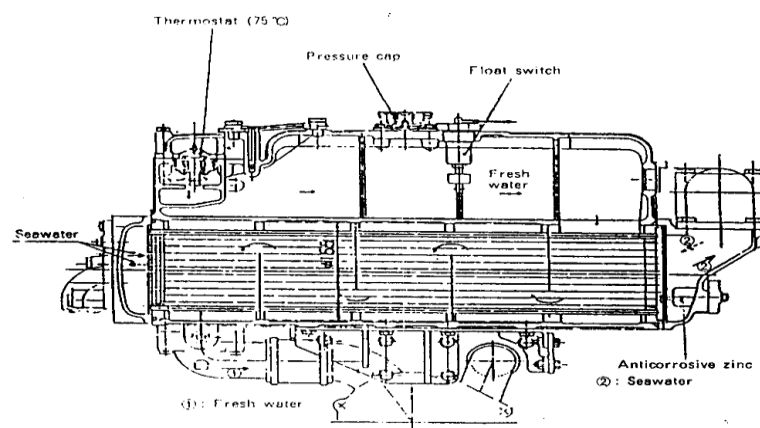 Thermostat (75℃)
Pressure cap
Float switch
Fresh
water
Seawater
Anticorrosive zinc
②: Seawater
①: Fresh water